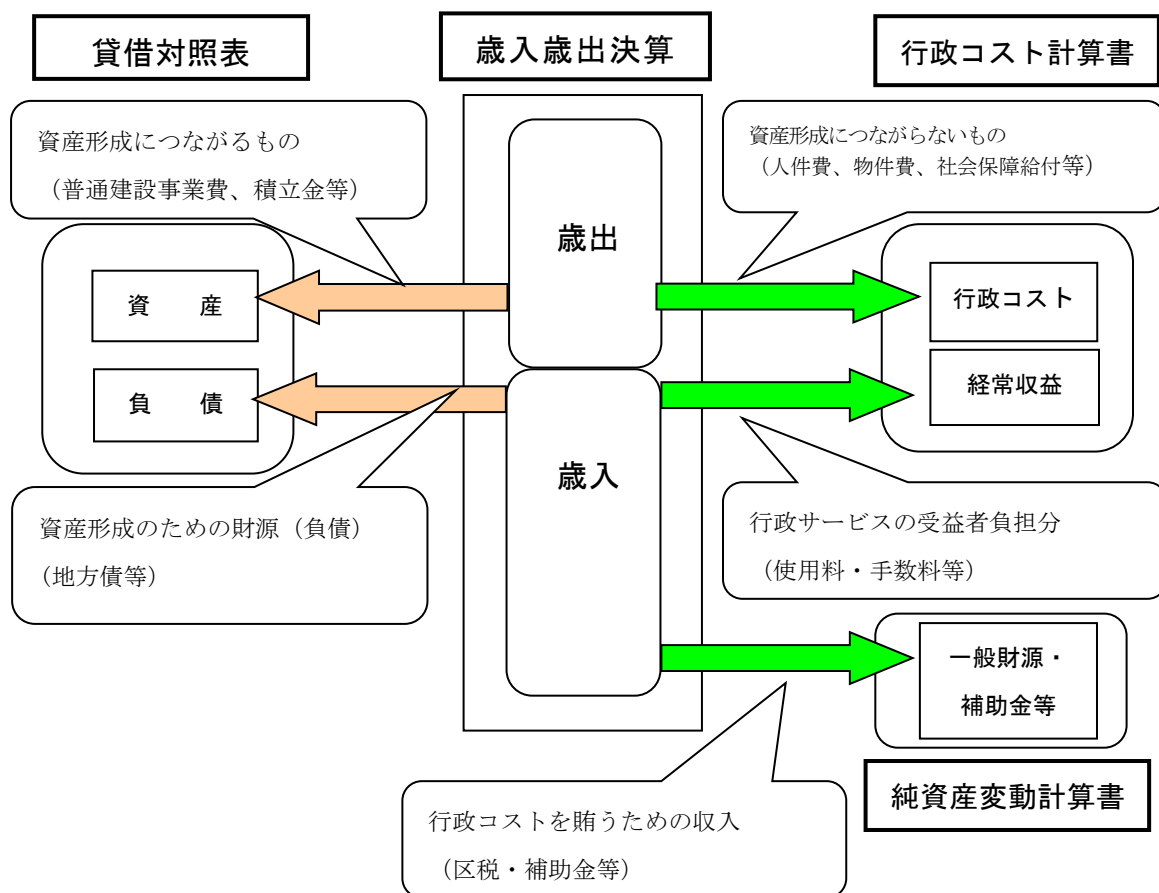 貸借対照表
歳入歳出決算
行政コスト計算書
資産形成につながるもの
（普通建設事業費、積立金等）
資産形成につながらないもの
（人件費、物件費、社会保障給付等）
歳出
資　産
行政コスト
負　債
経常収益
歳入
資産形成のための財源（負債）
（地方債等）
行政サービスの受益者負担分
（使用料・手数料等）
一般財源・
補助金等
純資産変動計算書
行政コストを賄うための収入
（区税・補助金等）